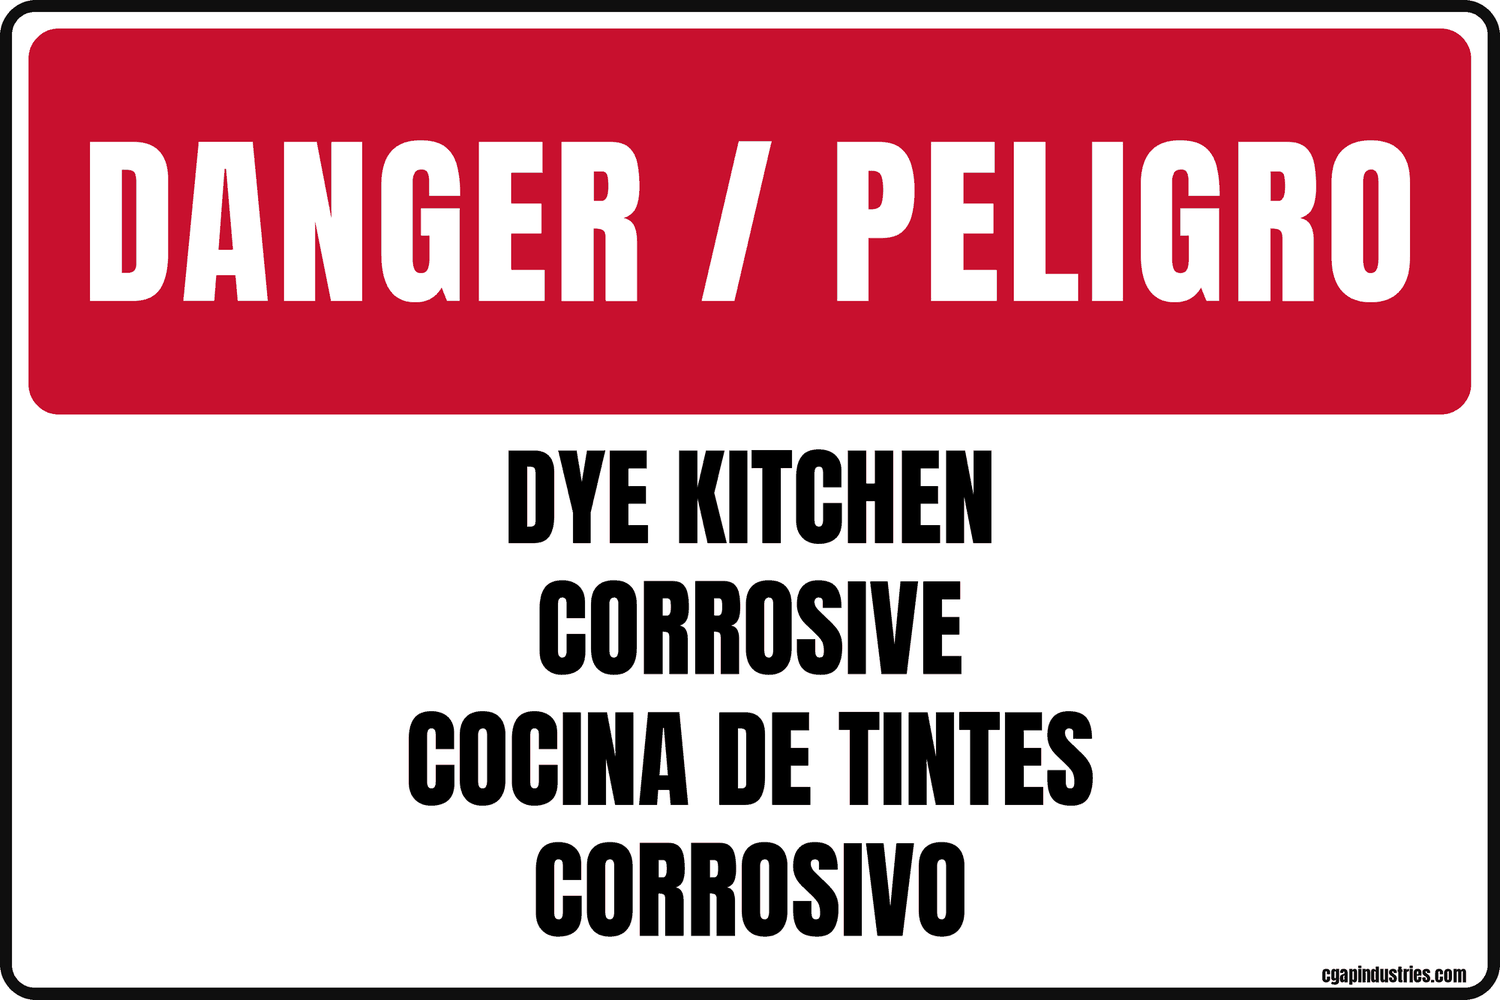 DANGER / PELIGRO
DYE KITCHEN
CORROSIVE
COCINA DE TINTES
CORROSIVO
cgapindustries.com